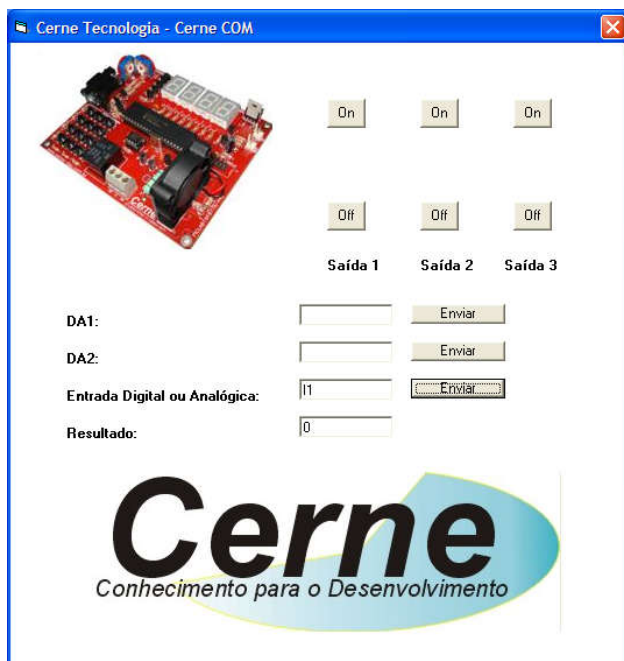 Cerne Tecnologia - Cerne COM
On On On
Off Off Off
Saída 1 Saída 2 Saída 3
DA1: Enviar
DA2: Enviar
Entrada Digital ou Analógica: I1 Enviar
Resultado: 0
Cerne
Conhecimento para o Desenvolvimento